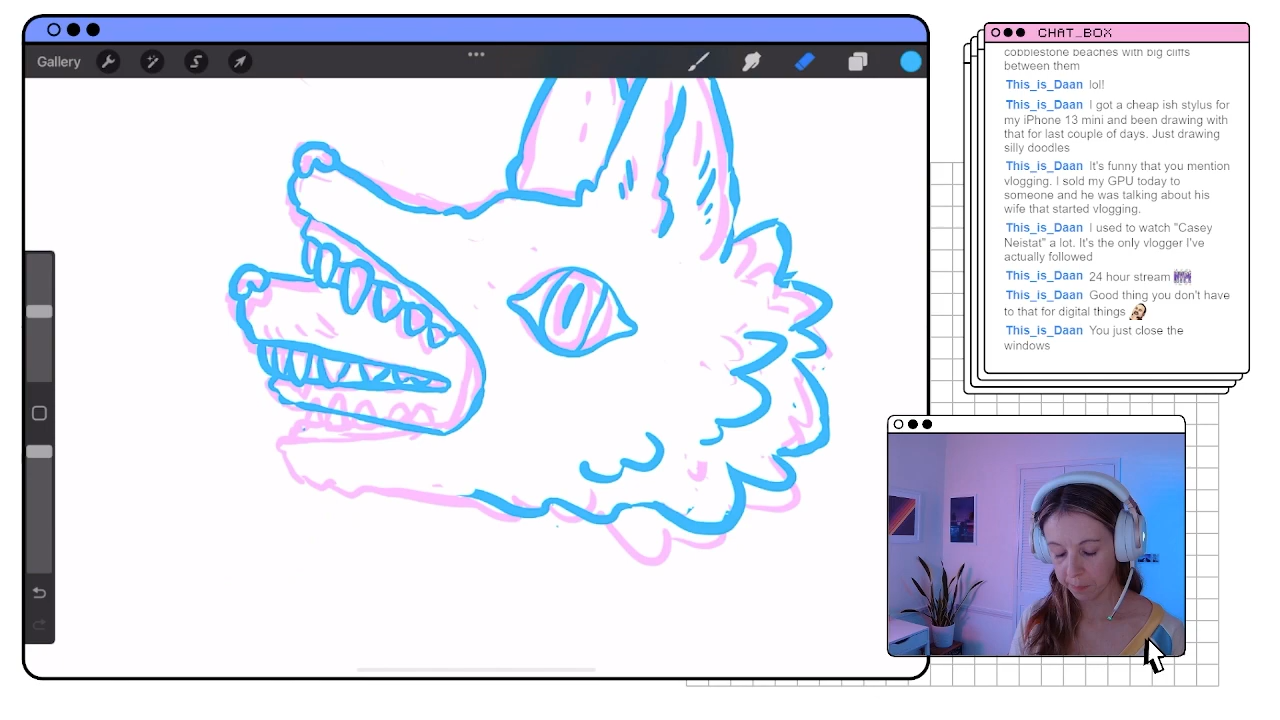 Gallery
CHAT_BOX
cobblestone beaches with big cliffs
between them
This_is_Daan lol!
This_is_Daan I got a cheap ish stylus for
my iPhone 13 mini and been drawing with
that for last couple of days. Just drawing
silly doodles
This_is_Daan It's funny that you mention
vlogging. I sold my GPU today to
someone and he was talking about his
wife that started vlogging.
This_is_Daan I used to watch "Casey
Neistat" a lot. It's the only vlogger I've
actually followed
This_is_Daan 24 hour stream
This_is_Daan Good thing you don't have
to that for digital things
This_is_Daan You just close the
windows